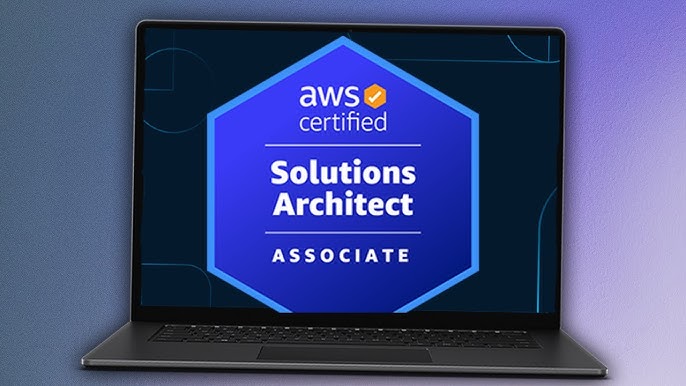 aws
certified
Solutions
Architect
ASSOCIATE